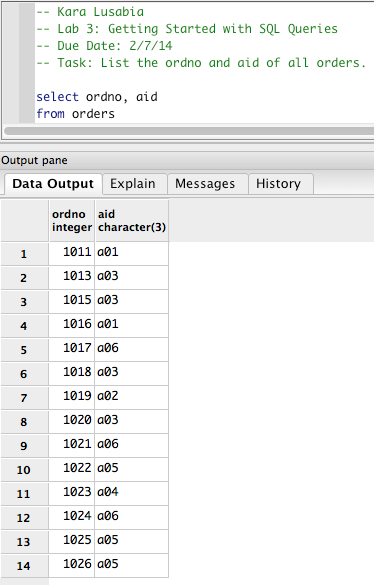 -- Kara Lusabia
-- Lab 3: Getting Started with SQL Queries
-- Due Date: 2/7/14
-- Task: List the ordno and aid of all orders.
select ordno, aid
from orders
Output pane
Data Output Explain Messages History
ordno aid
integer character(3)
1 1011 a01
2 1013 a03
3 1015 a03
4 1016 a01
5 1017 a06
6 1018 a03
7 1019 a02
8 1020 a03
9 1021 a06
10 1022 a05
11 1023 a04
12 1024 a06
13 1025 a05
14 1026 a05